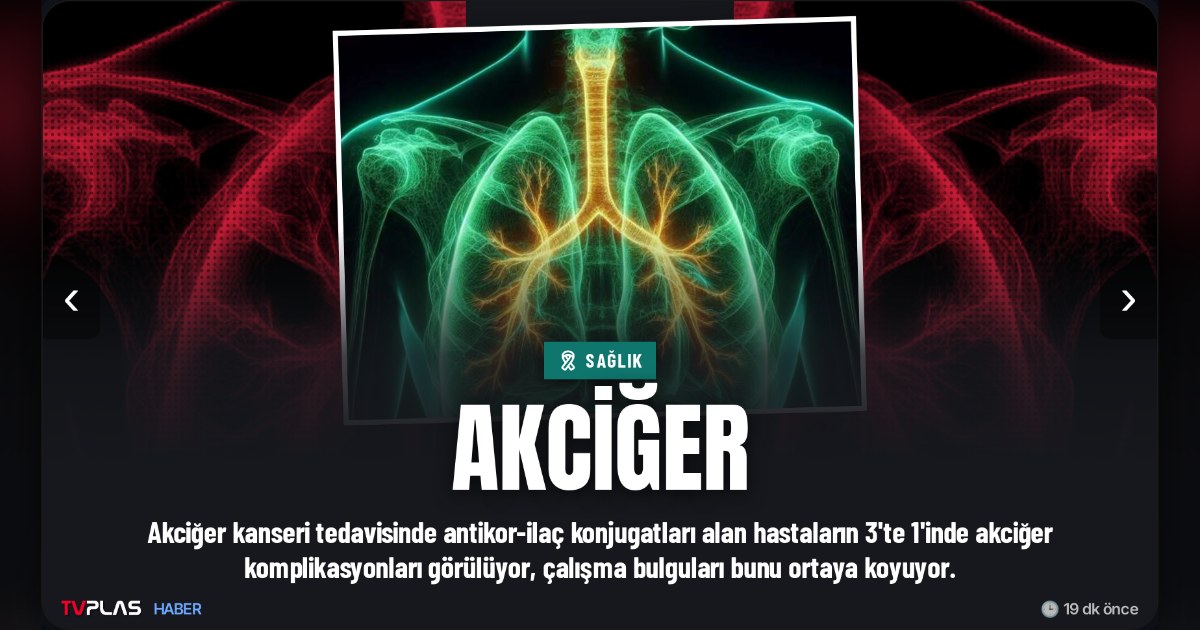 SAĞLIK
AKCİĞER
Akciğer kanseri tedavisinde antikor-ilaç konjugatları alan hastaların 3'te 1'inde akciğer
komplikasyonları görülüyor, çalışma bulguları bunu ortaya koyuyor.
TVPLAS HABER
19 dk önce